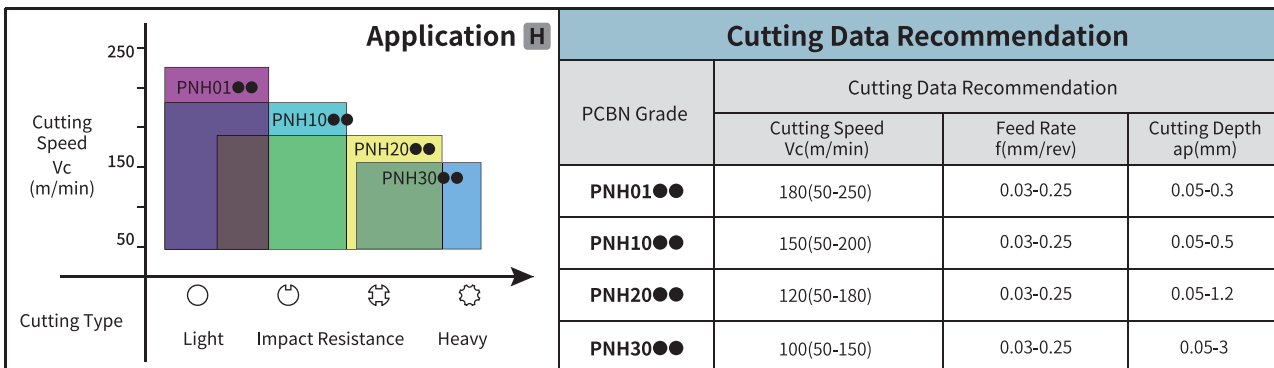 Application H
250
150
50
Cutting
Speed
Vc
(m/min)
PNH01●●
PNH10●●
PNH20●●
PNH30●●
Cutting Type
Light Impact Resistance Heavy
Cutting Data Recommendation
PCBN Grade
Cutting Data Recommendation
Cutting Speed
Vc(m/min)
Feed Rate
f(mm/rev)
Cutting Depth
ap(mm)
PNH01●● 180(50-250) 0.03-0.25 0.05-0.3
PNH10●● 150(50-200) 0.03-0.25 0.05-0.5
PNH20●● 120(50-180) 0.03-0.25 0.05-1.2
PNH30●● 100(50-150) 0.03-0.25 0.05-3